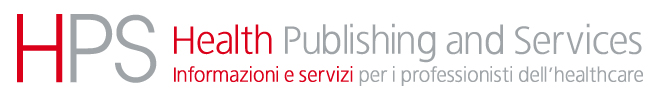 HPS
Health Publishing and Services
Informazioni e servizi per i professionisti dell'healthcare